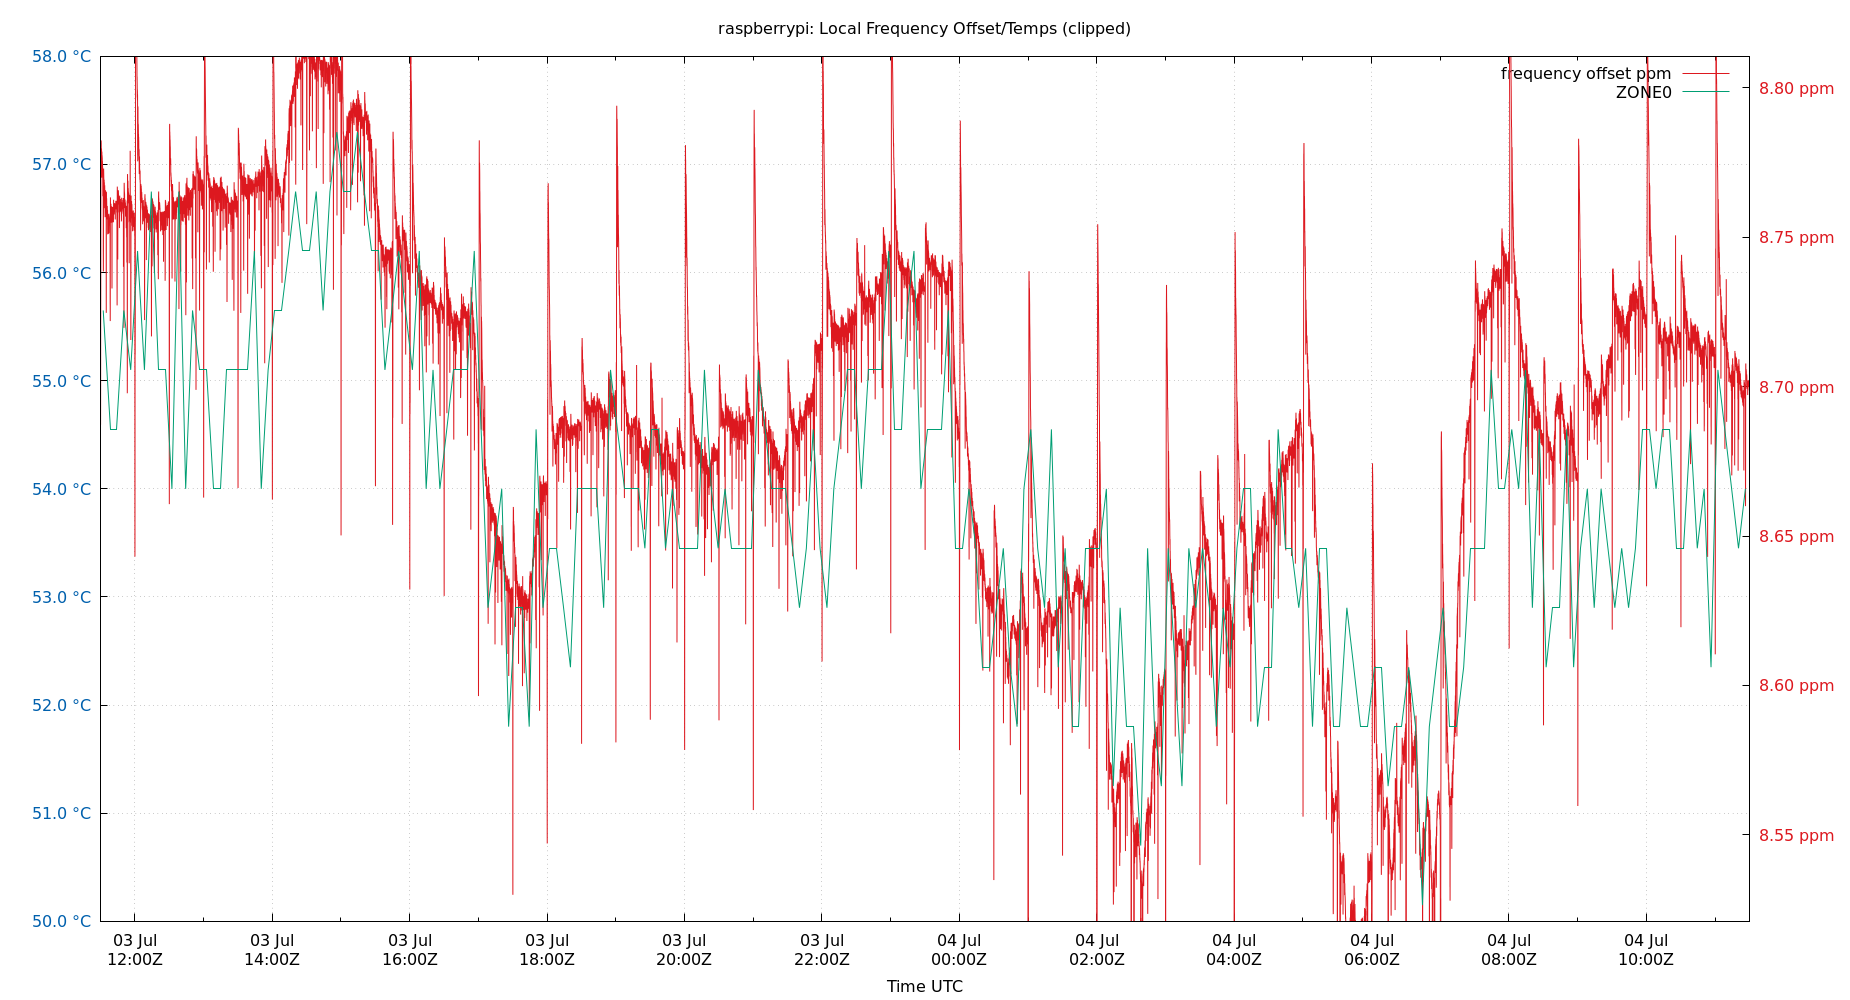 raspberrypi: Local Frequency Offset/Temps (clipped)
58.0 °C
57.0 °C
56.0 °C
55.0 °C
54.0 °C
53.0 °C
52.0 °C
51.0 °C
50.0 °C
frequency offset ppm
ZONE0
8.80 ppm
8.75 ppm
8.70 ppm
8.65 ppm
8.60 ppm
8.55 ppm
03 Jul 03 Jul 03 Jul 03 Jul 03 Jul 03 Jul 04 Jul 04 Jul 04 Jul 04 Jul 04 Jul 04 Jul
12:00Z 14:00Z 16:00Z 18:00Z 20:00Z 22:00Z 00:00Z 02:00Z 04:00Z 06:00Z 08:00Z 10:00Z
Time UTC